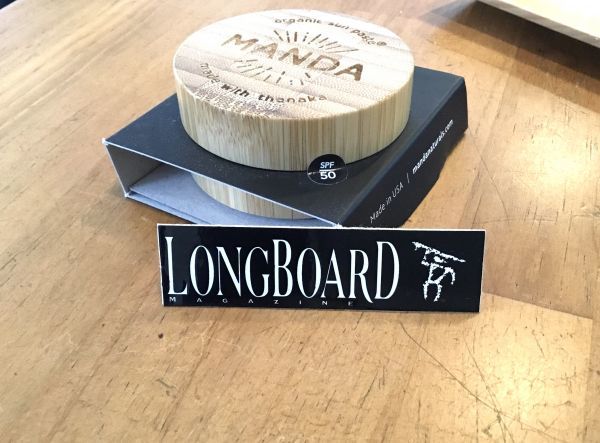 organic sun paste®
MANDA
made with thanaka
SPF
50
Made in USA | mandanaturals.com
LONGBOARD
MAGAZINE